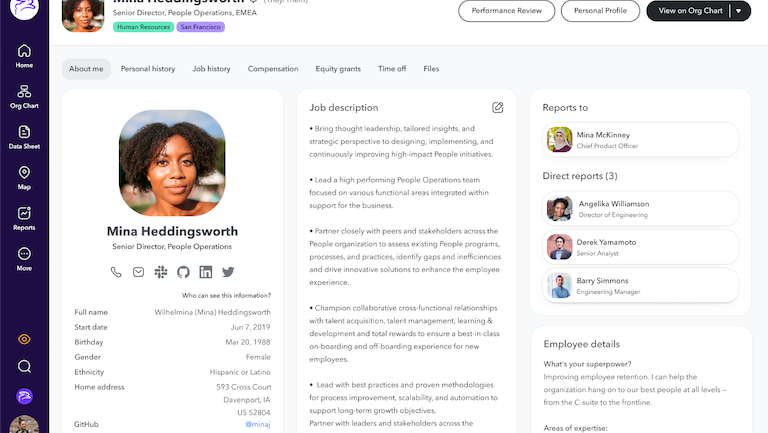 Mina Heddingsworth (They/Them)
Senior Director, People Operations, EMEA
Human Resources San Francisco
Performance Review
Personal Profile
View on Org Chart
Home
Org Chart
Data Sheet
Map
Reports
More
About me Personal history Job history Compensation Equity grants Time off Files
Mina Heddingsworth
Senior Director, People Operations
Who can see this information?
Full name Wilhelmina (Mina) Heddingsworth
Start date Jun 7, 2019
Birthday Mar 20, 1988
Gender Female
Ethnicity Hispanic or Latino
Home address 593 Cross Court
Davenport, IA
US 52804
GitHub @minaj
Job description
• Bring thought leadership, tailored insights, and
strategic perspective to designing, implementing, and
continuously improving high-impact People initiatives.
• Lead a high performing People Operations team
focused on various functional areas integrated within
support for the business.
• Partner closely with peers and stakeholders across the
People organization to assess existing People programs,
processes, and practices, identify gaps and inefficiencies
and drive innovative solutions to enhance the employee
experience.
• Champion collaborative cross-functional relationships
with talent acquisition, talent management, learning &
development and total rewards to ensure a best-in-class
on-boarding and off-boarding experience for new
employees.
• Lead with best practices and proven methodologies
for process improvement, scalability, and automation to
support long-term growth objectives.
Partner with leaders and stakeholders across the
Reports to
Mina McKinney
Chief Product Officer
Direct reports (3)
Angelika Williamson
Director of Engineering
Derek Yamamoto
Senior Analyst
Barry Simmons
Engineering Manager
Employee details
What's your superpower?
Improving employee retention. I can help the
organization hang on to our best people at all levels —
from the C-suite to the frontline.
Areas of expertise: